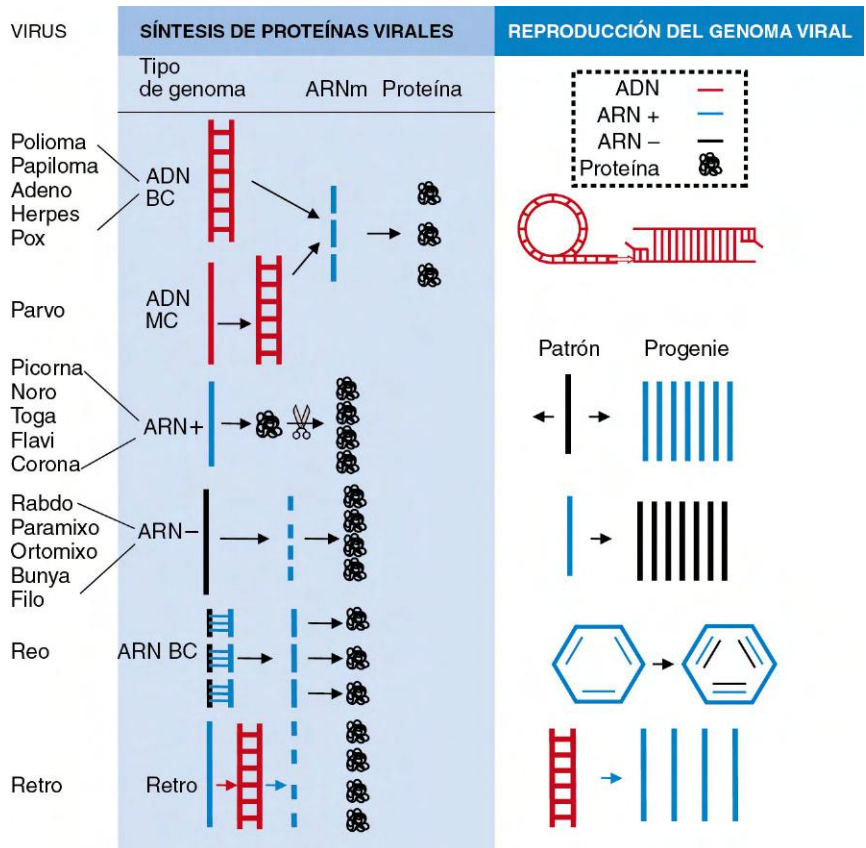 VIRUS
SÍNTESIS DE PROTEÍNAS VIRALES
REPRODUCCIÓN DEL GENOMA VIRAL
Tipo
de genoma
ARNm
Proteína
ADN
ARN +
ARN –
Proteína
Polioma
Papiloma
Adeno
Herpes
Pox
ADN
BC
Parvo
ADN
MC
Patrón
Progenie
Picorna
Noro
Toga
Flavi
Corona
ARN+
Rabdo
Paramixo
Ortomixo
Bunya
Filo
ARN–
Reo
ARN BC
Retro
Retro